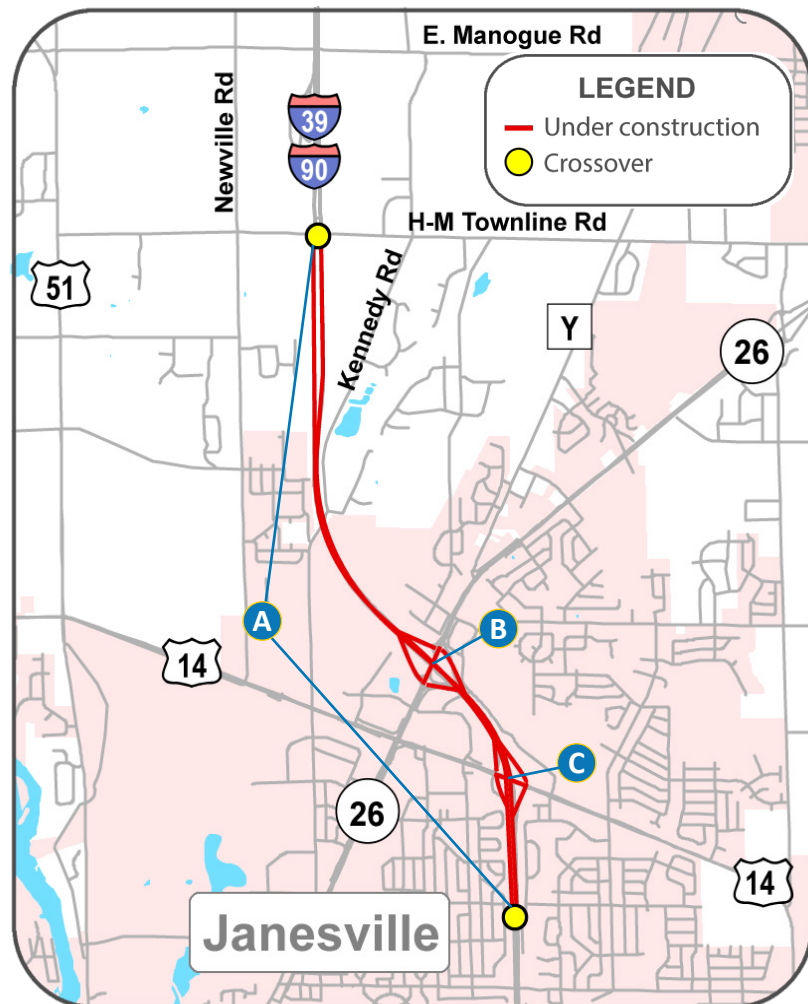 E. Manogue Rd
Newville Rd
39
90
LEGEND
Under construction
Crossover
H-M Townline Rd
51
Kennedy Rd
Y
26
A
B
14
C
26
14
Janesville